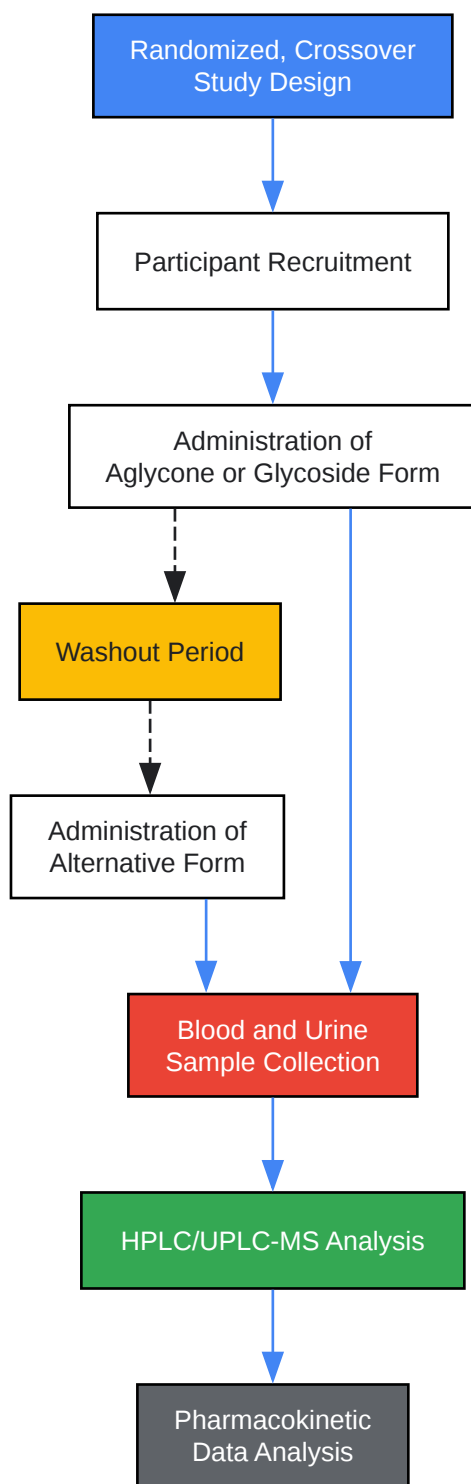 Randomized, Crossover
Study Design
Participant Recruitment
Administration of
Aglycone or Glycoside Form
Washout Period
Administration of
Alternative Form
Blood and Urine
Sample Collection
HPLC/UPLC-MS Analysis
Pharmacokinetic
Data Analysis